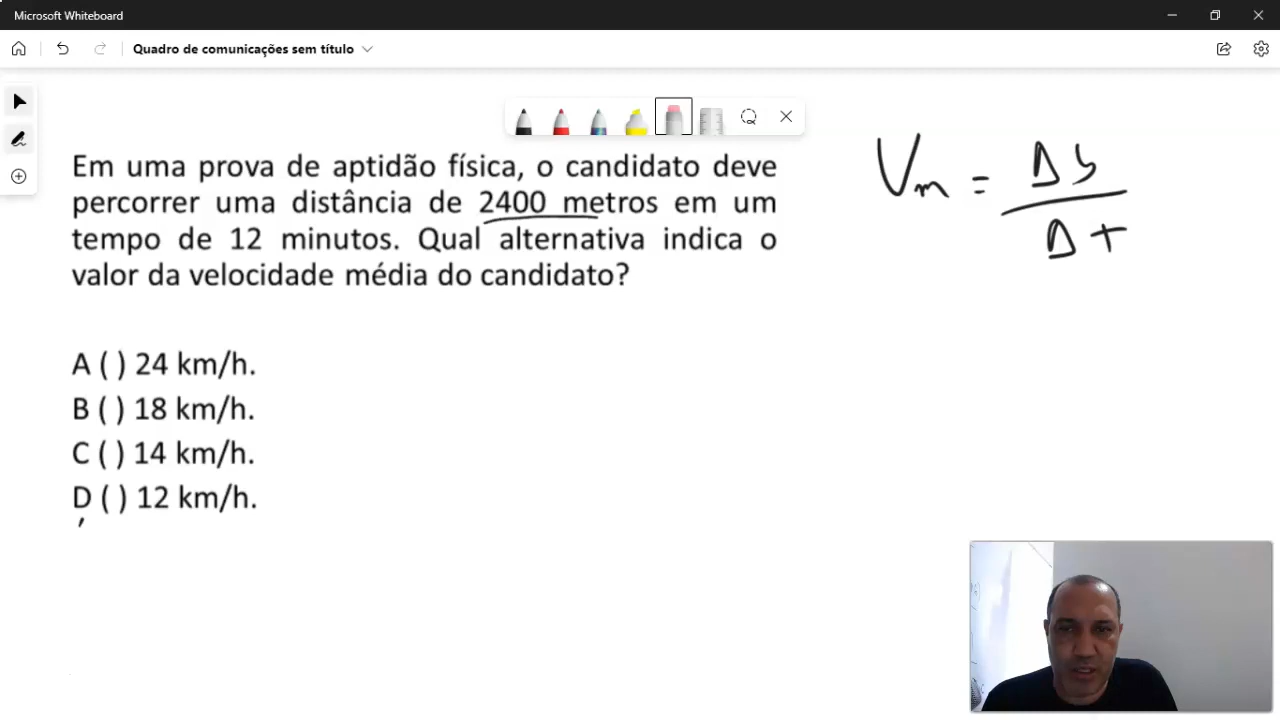 Microsoft Whiteboard
Quadro de comunicações sem título
Em uma prova de aptidão física, o candidato deve
percorrer uma distância de 2400 metros em um
tempo de 12 minutos. Qual alternativa indica o
valor da velocidade média do candidato?
Vm = Δs
Δt
A ( ) 24 km/h.
B ( ) 18 km/h.
C ( ) 14 km/h.
D ( ) 12 km/h.